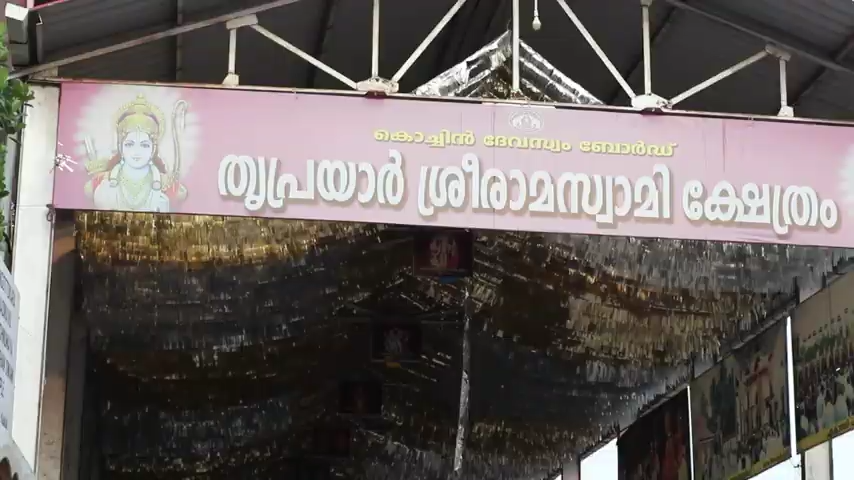 കൊച്ചിൻ ദേവസ്വം ബോർഡ്
തൃപ്രയാർ ശ്രീരാമസ്വാമി ക്ഷേത്രം